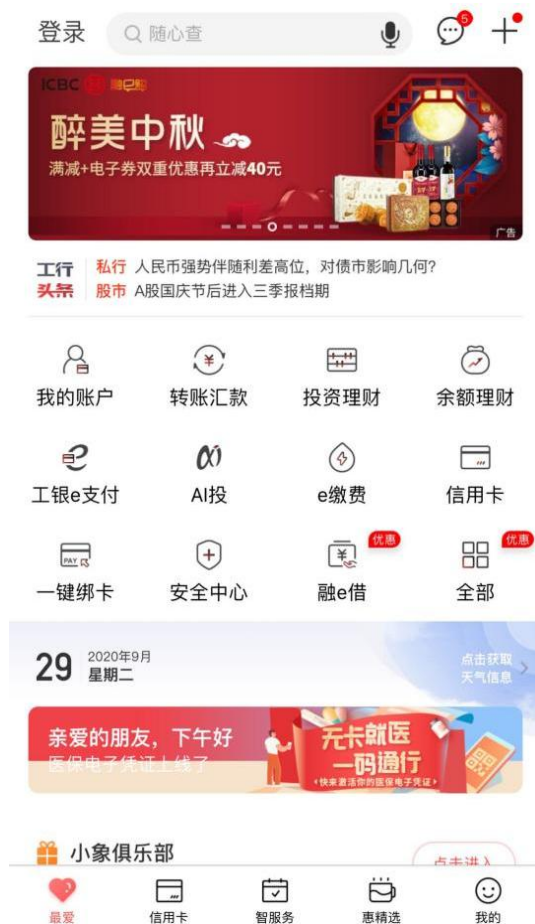 登录
随心查
5
ICBC 融e购
醉美中秋
满减+电子券双重优惠再立减40元
广告
工行
头条
私行 人民币强势伴随利差高位，对债市影响几何?
股市 A股国庆节后进入三季报档期
我的账户 转账汇款 投资理财 余额理财
工银e支付 AI投 e缴费 信用卡
优惠 优惠
PAY
一键绑卡 安全中心 融e借 全部
29
2020年9月
星期二
点击获取
天气信息
亲爱的朋友，下午好
医保电子凭证上线了
无卡就医
一码通行
快来激活你的医保电子凭证
小象俱乐部
点击进入
最爱 信用卡 智服务 惠精选 我的